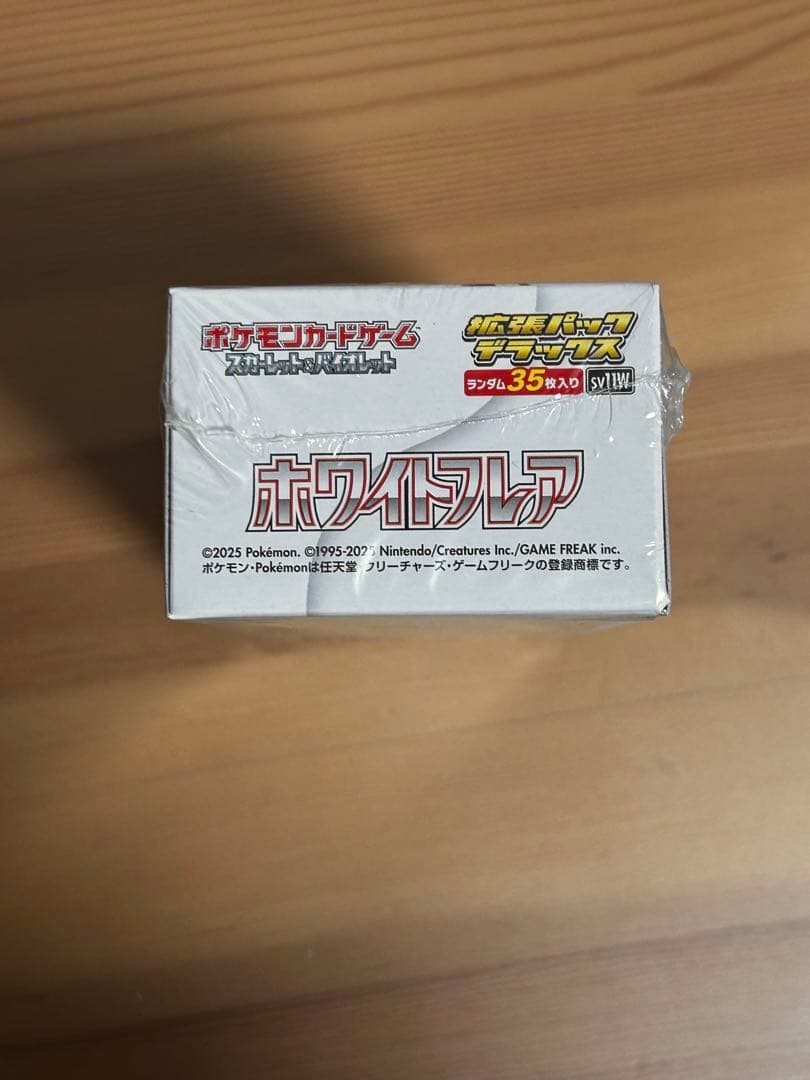 ポケモンカードゲーム™
スカーレット&バイオレット
拡張パック
デラックス
ランダム35枚入り
SV11W
ホワイトフレア
©2025 Pokémon. ©1995-2025 Nintendo/Creatures Inc./GAME FREAK inc.
ポケモン・Pokémonは任天堂・クリーチャーズ・ゲームフリークの登録商標です。